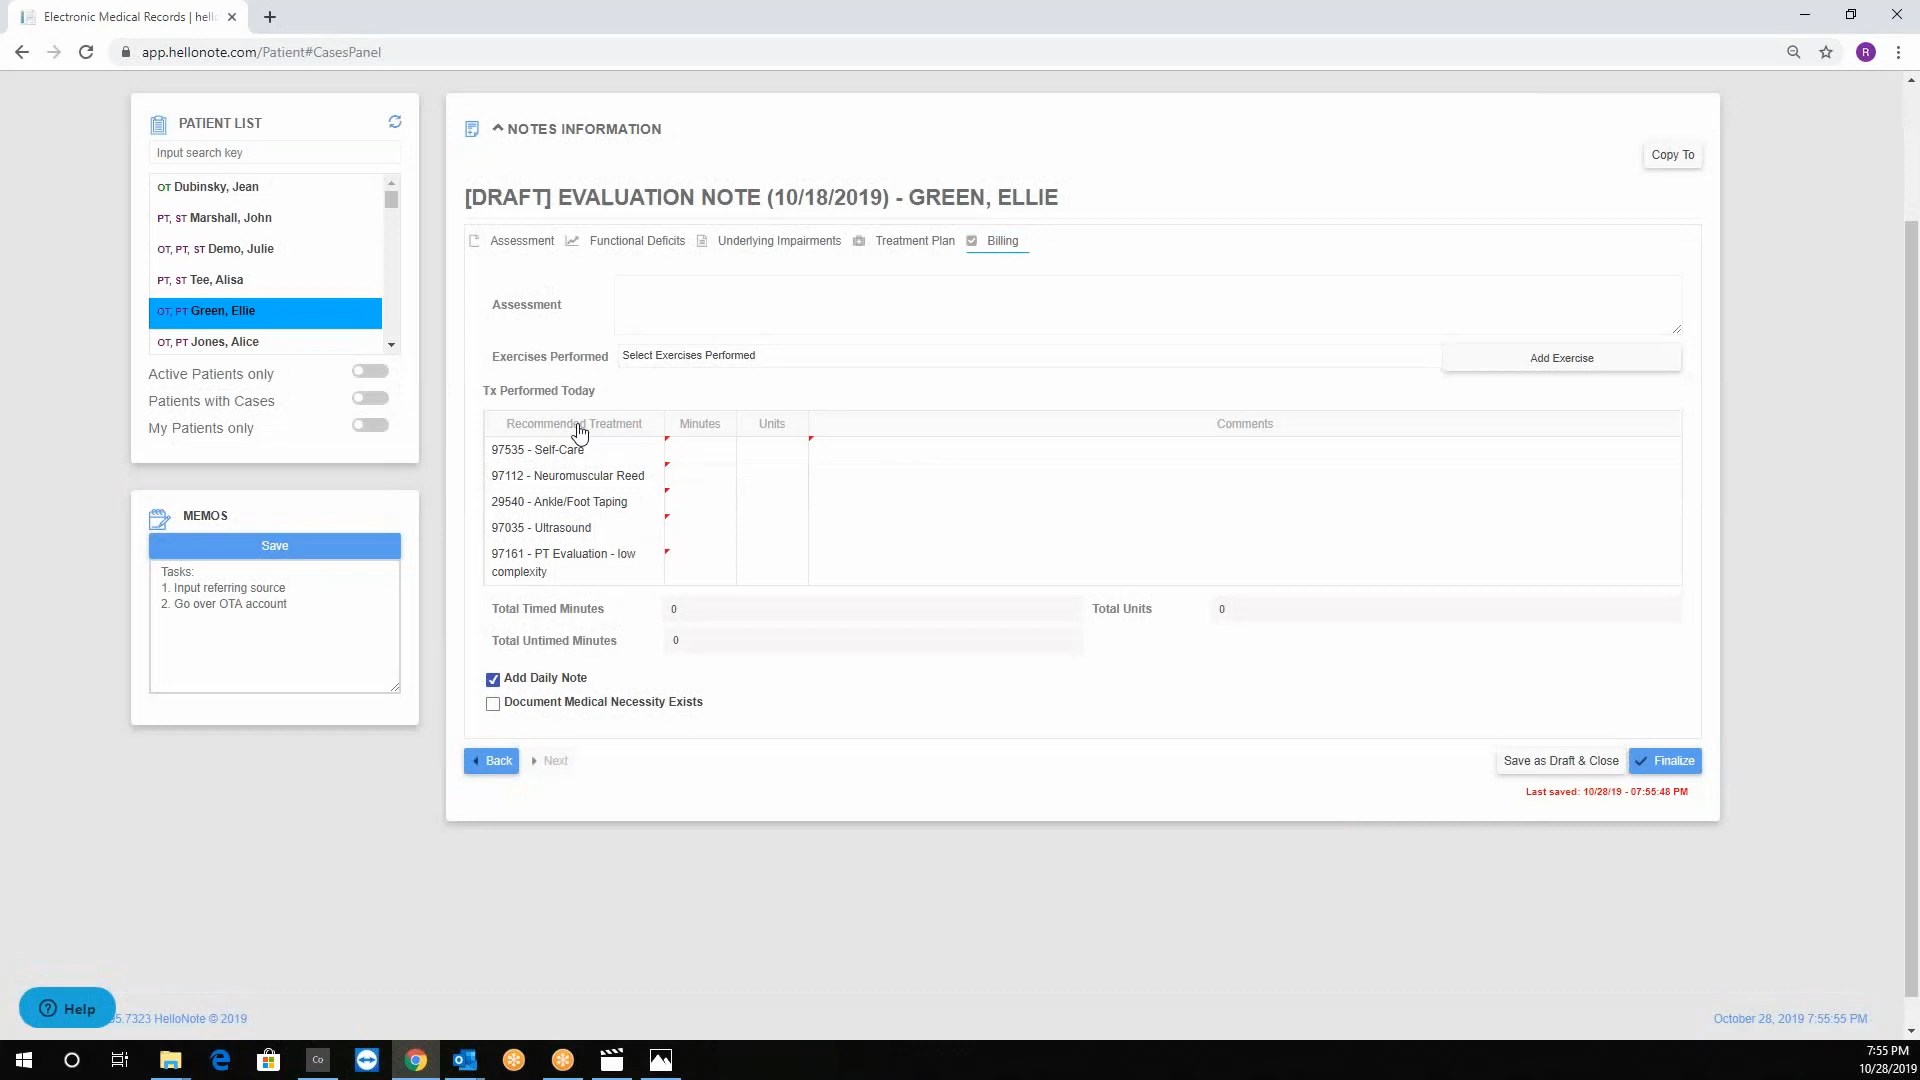 Electronic Medical Records | hell
app.hellonote.com/Patient#CasesPanel
R
PATIENT LIST
Input search key
OT Dubinsky, Jean
PT, ST Marshall, John
OT, PT, ST Demo, Julie
PT, ST Tee, Alisa
OT, PT Green, Ellie
OT, PT Jones, Alice
Active Patients only
Patients with Cases
My Patients only
MEMOS
Save
Tasks:
1. Input referring source
2. Go over OTA account
NOTES INFORMATION
Copy To
[DRAFT] EVALUATION NOTE (10/18/2019) - GREEN, ELLIE
Assessment Functional Deficits Underlying Impairments Treatment Plan Billing
Assessment
Exercises Performed Select Exercises Performed Add Exercise
Tx Performed Today
Recommended Treatment Minutes Units Comments
97535 - Self-Care
97112 - Neuromuscular Reed
29540 - Ankle/Foot Taping
97035 - Ultrasound
97161 - PT Evaluation - low
complexity
Total Timed Minutes 0 Total Units 0
Total Untimed Minutes 0
Add Daily Note
Document Medical Necessity Exists
Back Next Save as Draft & Close Finalize
Last saved: 10/28/19 - 07:55:48 PM
Help
5.7323 HelloNote © 2019
October 28, 2019 7:55:55 PM
Co
7:55 PM
10/28/2019